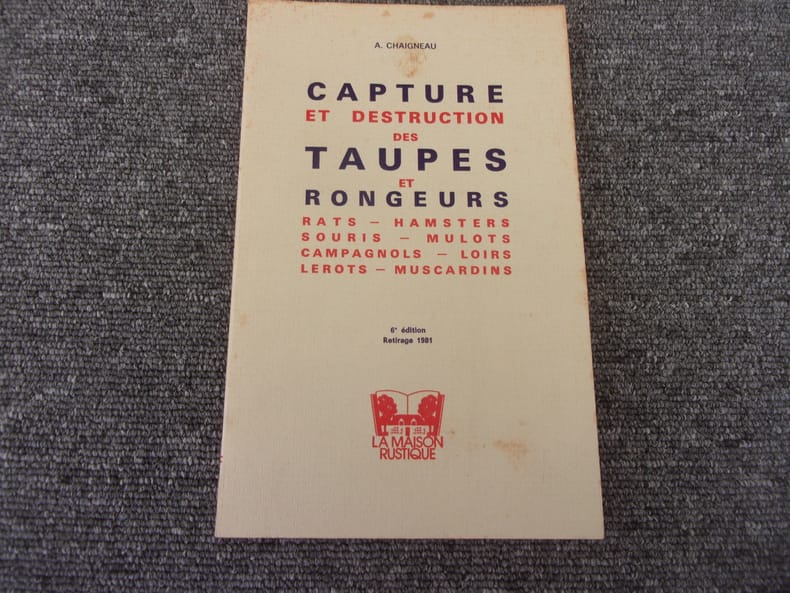 A. CHAIGNEAU
CAPTURE
ET DESTRUCTION
DES
TAUPES
ET
RONGEURS
RATS – HAMSTERS
SOURIS – MULOTS
CAMPAGNOLS – LOIRS
LEROTS – MUSCARDINS
6e édition
Retirage 1981
LA MAISON
RUSTIQUE